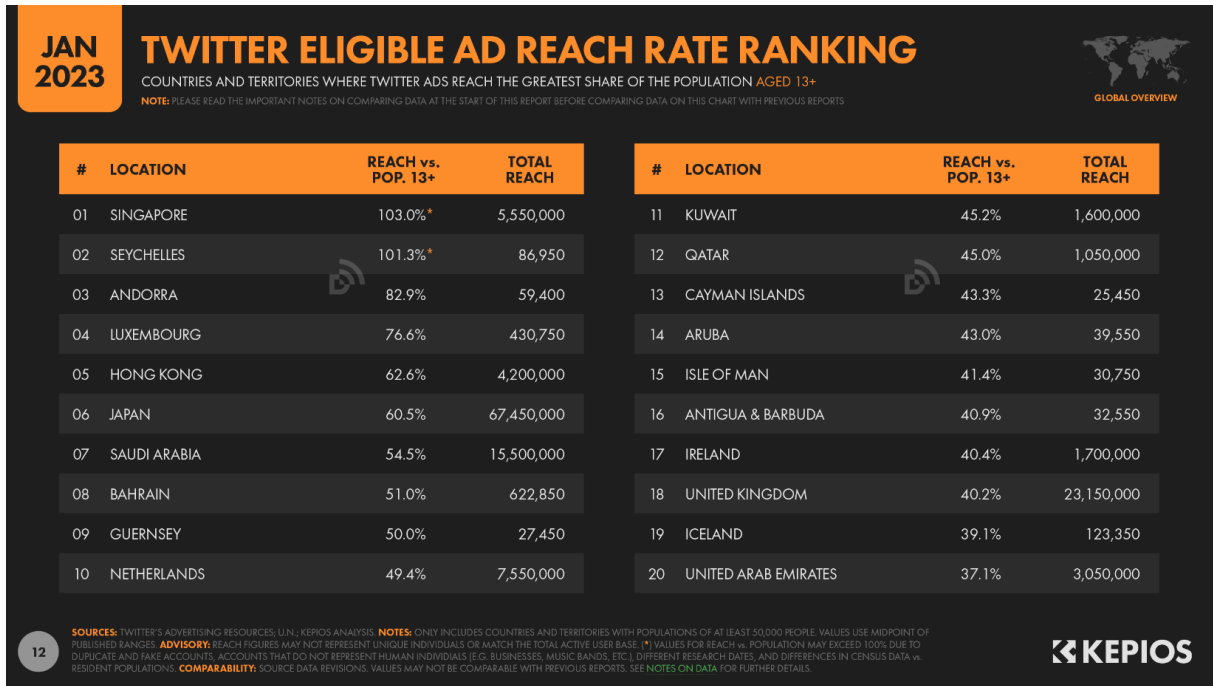 JAN
2023
TWITTER ELIGIBLE AD REACH RATE RANKING
COUNTRIES AND TERRITORIES WHERE TWITTER ADS REACH THE GREATEST SHARE OF THE POPULATION AGED 13+
NOTE: PLEASE READ THE IMPORTANT NOTES ON COMPARING DATA AT THE START OF THIS REPORT BEFORE COMPARING DATA ON THIS CHART WITH PREVIOUS REPORTS
GLOBAL OVERVIEW
# LOCATION REACH vs. POP. 13+ TOTAL REACH
01 SINGAPORE 103.0%* 5,550,000
02 SEYCHELLES 101.3%* 86,950
03 ANDORRA 82.9% 59,400
04 LUXEMBOURG 76.6% 430,750
05 HONG KONG 62.6% 4,200,000
06 JAPAN 60.5% 67,450,000
07 SAUDI ARABIA 54.5% 15,500,000
08 BAHRAIN 51.0% 622,850
09 GUERNSEY 50.0% 27,450
10 NETHERLANDS 49.4% 7,550,000
# LOCATION REACH vs. POP. 13+ TOTAL REACH
11 KUWAIT 45.2% 1,600,000
12 QATAR 45.0% 1,050,000
13 CAYMAN ISLANDS 43.3% 25,450
14 ARUBA 43.0% 39,550
15 ISLE OF MAN 41.4% 30,750
16 ANTIGUA & BARBUDA 40.9% 32,550
17 IRELAND 40.4% 1,700,000
18 UNITED KINGDOM 40.2% 23,150,000
19 ICELAND 39.1% 123,350
20 UNITED ARAB EMIRATES 37.1% 3,050,000
12
SOURCES: TWITTER'S ADVERTISING RESOURCES; U.N.; KEPIOS ANALYSIS. NOTES: ONLY INCLUDES COUNTRIES AND TERRITORIES WITH POPULATIONS OF AT LEAST 50,000 PEOPLE. VALUES USE MIDPOINT OF
PUBLISHED RANGES. ADVISORY: REACH FIGURES MAY NOT REPRESENT UNIQUE INDIVIDUALS OR MATCH THE TOTAL ACTIVE USER BASE. (*) VALUES FOR REACH vs. POPULATION MAY EXCEED 100% DUE TO
DUPLICATE AND FAKE ACCOUNTS, ACCOUNTS THAT DO NOT REPRESENT HUMAN INDIVIDIALS (E.G. BUSINESSES, MUSIC BANDS, ETC.), DIFFERENT RESEARCH DATES, AND DIFFERENCES IN CENSUS DATA vs.
RESIDENT POPULATIONS. COMPARABILITY: SOURCE DATA REVISIONS. VALUES MAY NOT BE COMPARABLE WITH PREVIOUS REPORTS. SEE NOTES ON DATA FOR FURTHER DETAILS.
KEPIOS